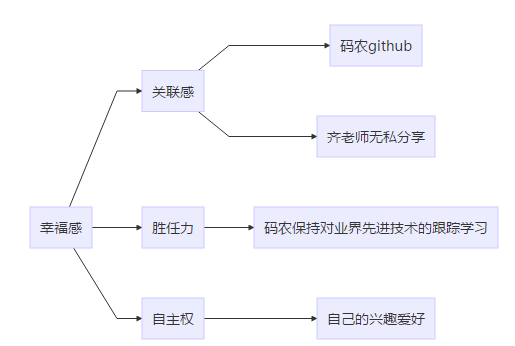 码农github
关联感
齐老师无私分享
幸福感
胜任力
码农保持对业界先进技术的跟踪学习
自主权
自己的兴趣爱好